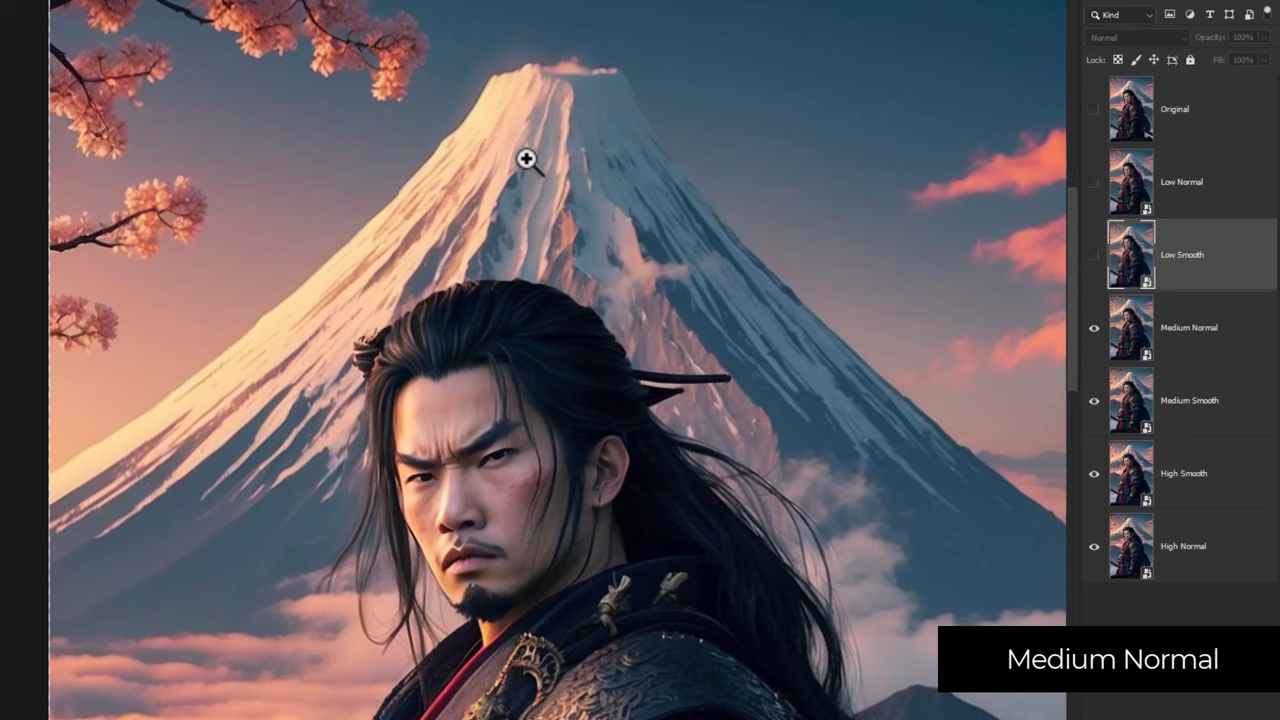 Kind
Normal
Opacity: 100%
Lock:
Fill: 100%
Original
Low Normal
Low Smooth
Medium Normal
Medium Smooth
High Smooth
High Normal
Medium Normal